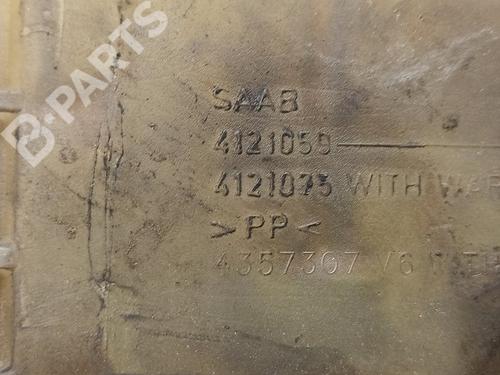 B-PARTS
SAAB
4121059
4121075 WITH
>PP<
4357307 V6